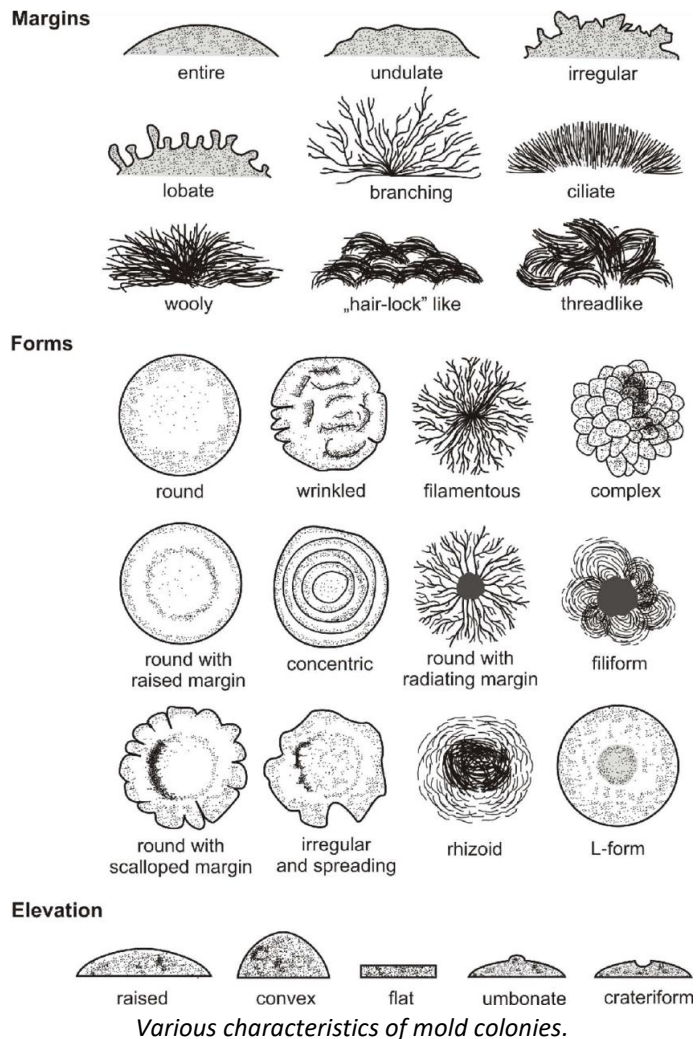 Margins
entire
undulate
irregular
lobate
branching
ciliate
wooly
„hair-lock” like
threadlike
Forms
round
wrinkled
filamentous
complex
round with
raised margin
concentric
round with
radiating margin
filiform
round with
scalloped margin
irregular
and spreading
rhizoid
L-form
Elevation
raised
convex
flat
umbonate
crateriform
Various characteristics of mold colonies.